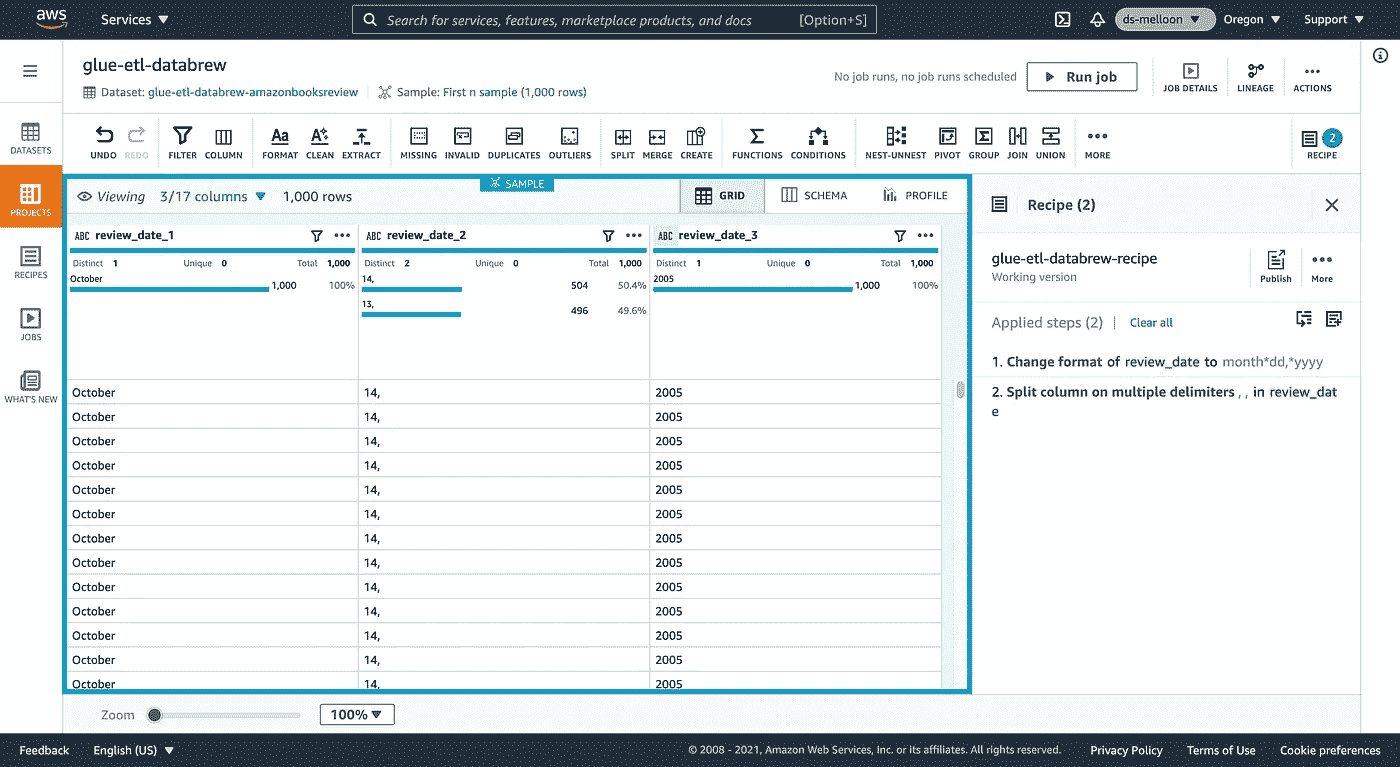 aws Services Search for services, features, marketplace products, and docs [Option+S] ds-melloon Oregon Support
glue-etl-databrew
Dataset: glue-etl-databrew-amazonbooksreview Sample: First n sample (1,000 rows)
No job runs, no job runs scheduled Run job JOB DETAILS LINEAGE ACTIONS
DATASETS
PROJECTS
RECIPES
JOBS
WHAT'S NEW
UNDO REDO FILTER COLUMN FORMAT CLEAN EXTRACT MISSING INVALID DUPLICATES OUTLIERS SPLIT MERGE CREATE FUNCTIONS CONDITIONS NEST-UNNEST PIVOT GROUP JOIN UNION MORE 2 RECIPE
SAMPLE
Viewing 3/17 columns 1,000 rows GRID SCHEMA PROFILE
ABC review_date_1 ABC review_date_2 ABC review_date_3
Distinct 1 Unique 0 Total 1,000 Distinct 2 Unique 0 Total 1,000 Distinct 1 Unique 0 Total 1,000
October 1,000 100% 14, 504 50.4% 2005 1,000 100%
13, 496 49.6%
October 14, 2005
October 14, 2005
October 14, 2005
October 14, 2005
October 14, 2005
October 14, 2005
October 14, 2005
October 14, 2005
October 14, 2005
October 14, 2005
October 14, 2005
October 14, 2005
October 14, 2005
Recipe (2)
glue-etl-databrew-recipe
Working version
Publish More
Applied steps (2) | Clear all
1. Change format of review_date to month*dd,*yyyy
2. Split column on multiple delimiters , , in review_dat
e
Zoom 100%
Feedback English (US) © 2008 - 2021, Amazon Web Services, Inc. or its affiliates. All rights reserved. Privacy Policy Terms of Use Cookie preferences